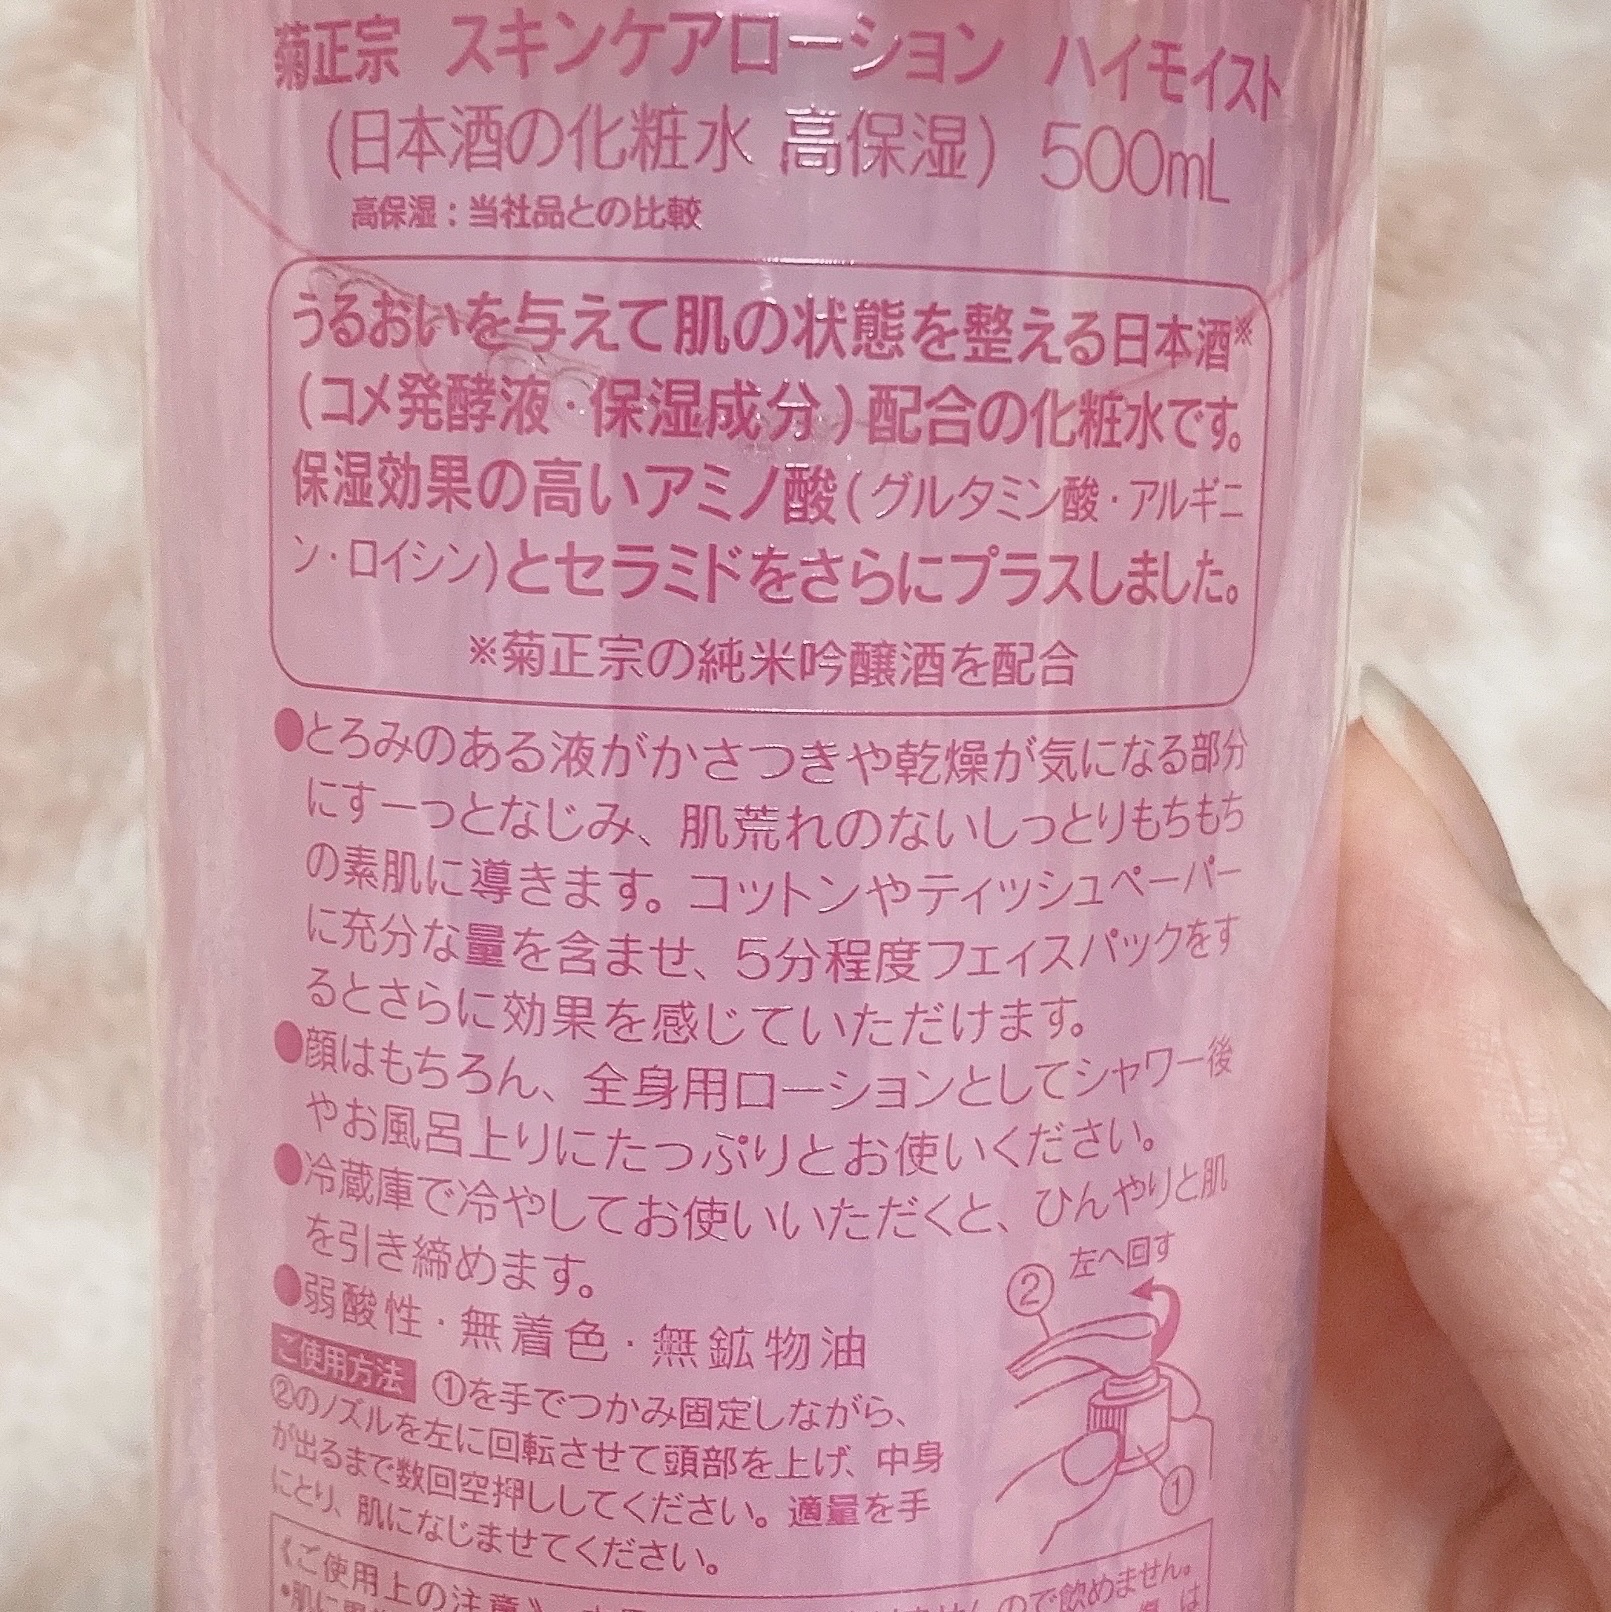 菊正宗 スキンケアローション ハイモイスト
(日本酒の化粧水 高保湿) 500mL
高保湿：当社品との比較
うるおいを与えて肌の状態を整える日本酒※
(コメ発酵液・保湿成分)配合の化粧水です。
保湿効果の高いアミノ酸(グルタミン酸・アルギニ
ン・ロイシン)とセラミドをさらにプラスしました。
※菊正宗の純米吟醸酒を配合
●とろみのある液がかさつきや乾燥が気になる部分
にすーっとなじみ、肌荒れのないしっとりもちもち
の素肌に導きます。コットンやティッシュペーパー
に充分な量を含ませ、5分程度フェイスパックをす
るとさらに効果を感じていただけます。
●顔はもちろん、全身用ローションとしてシャワー後
やお風呂上りにたっぷりとお使いください。
●冷蔵庫で冷やしてお使いいただくと、ひんやりと肌
を引き締めます。
●弱酸性・無着色・無鉱物油
② 左へ回す
①
ご使用方法 ①を手でつかみ固定しながら、
②のノズルを左に回転させて頭部を上げ、中身
が出るまで数回空押ししてください。適量を手
にとり、肌になじませてください。
《ご使用上の注意》 ので飲めません。
•肌に